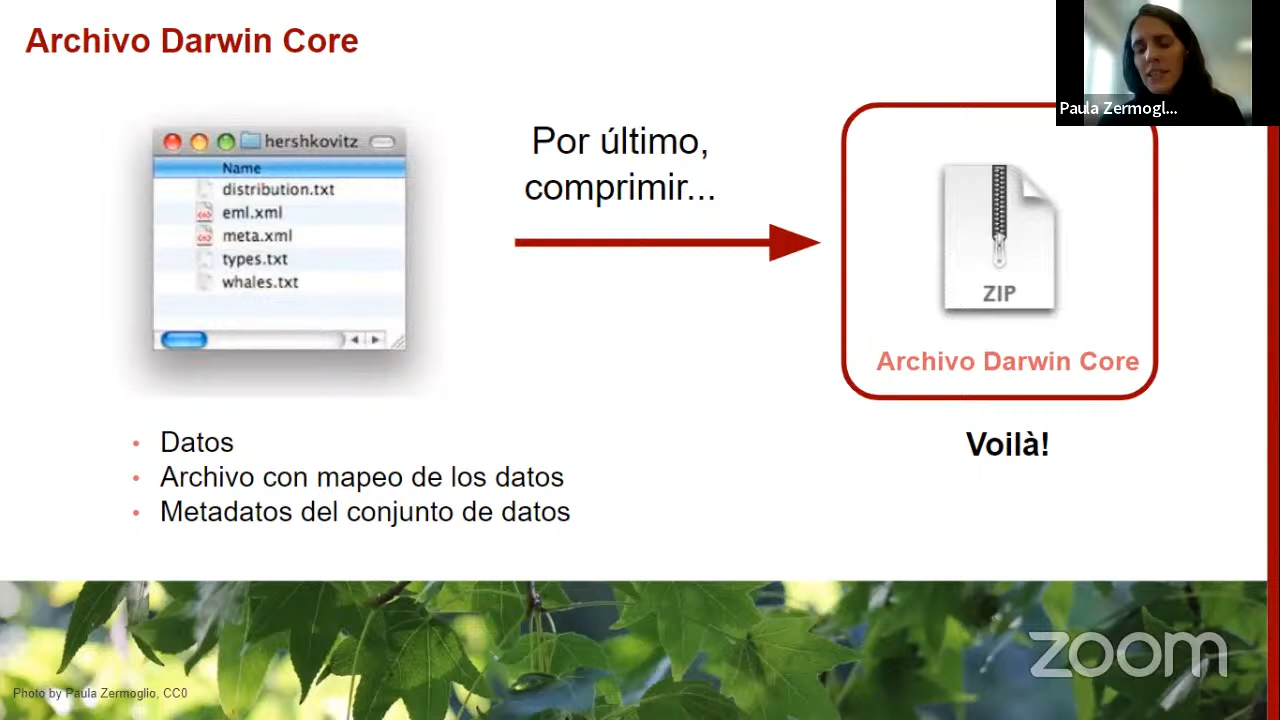 Archivo Darwin Core
Paula Zermogl...
hershkovitz
Name
distribution.txt
eml.xml
meta.xml
types.txt
whales.txt
Por último,
comprimir...
ZIP
Archivo Darwin Core
Voilà!
• Datos
• Archivo con mapeo de los datos
• Metadatos del conjunto de datos
zoom
Photo by Paula Zermoglio, CC0